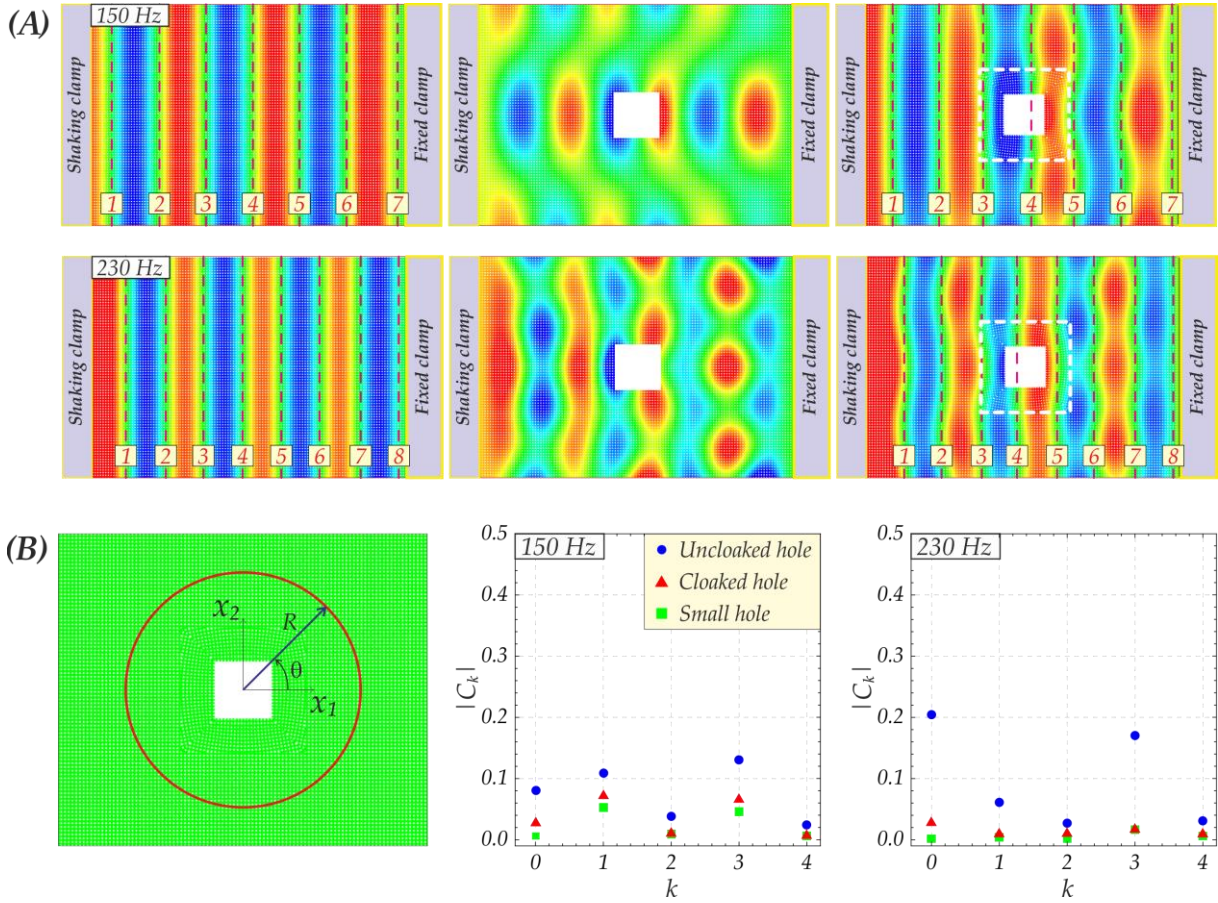 (A)
150 Hz
Shaking clamp
1 2 3 4 5 6 7
Fixed clamp
Shaking clamp
Fixed clamp
Shaking clamp
1 2 3 4 5 6 7
Fixed clamp
230 Hz
Shaking clamp
1 2 3 4 5 6 7 8
Fixed clamp
Shaking clamp
Fixed clamp
Shaking clamp
1 2 3 4 5 6 7 8
Fixed clamp
(B)
x2
R
θ
x1
150 Hz
Uncloaked hole
Cloaked hole
Small hole
|Ck|
0.5
0.4
0.3
0.2
0.1
0.0
0 1 2 3 4
k
230 Hz
|Ck|
0.5
0.4
0.3
0.2
0.1
0.0
0 1 2 3 4
k